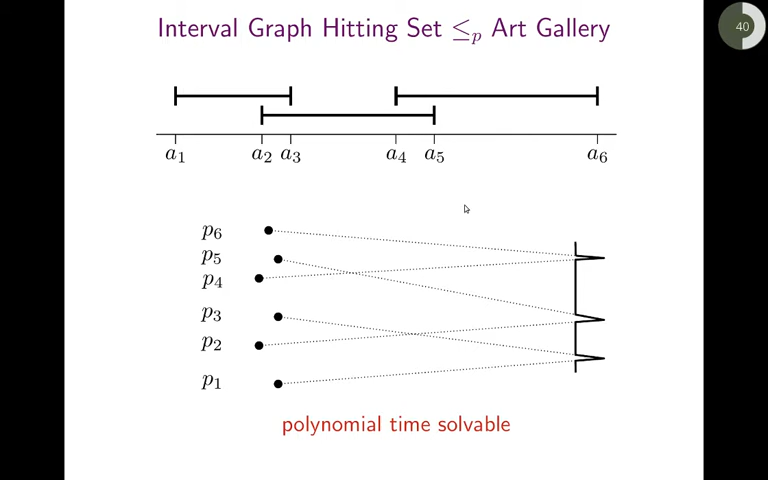 Interval Graph Hitting Set ≤p Art Gallery
40
a1 a2 a3 a4 a5 a6
p6
p5
p4
p3
p2
p1
polynomial time solvable